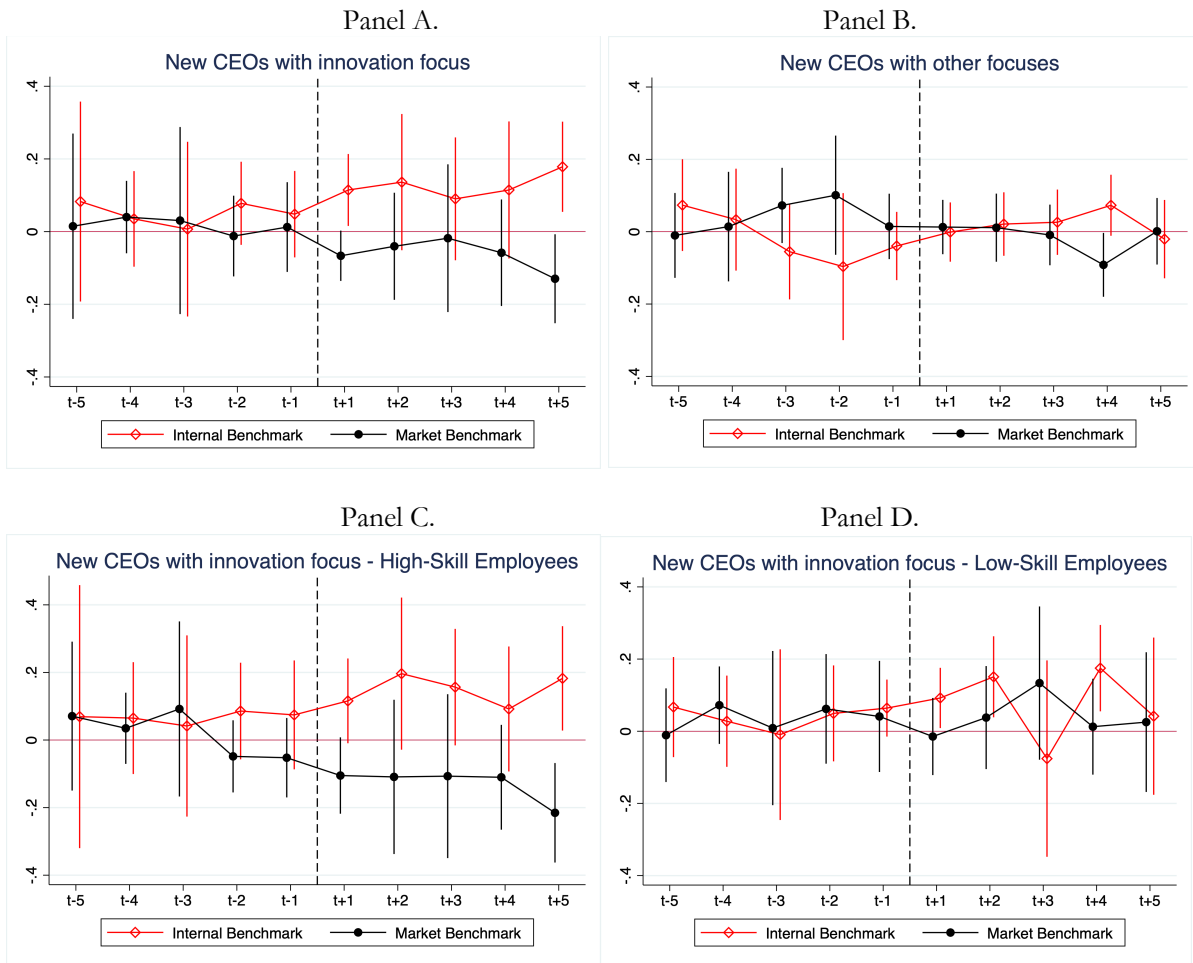 Panel A.
New CEOs with innovation focus
.4
.2
0
-.2
-.4
t-5 t-4 t-3 t-2 t-1 t+1 t+2 t+3 t+4 t+5
Internal Benchmark Market Benchmark
Panel B.
New CEOs with other focuses
.4
.2
0
-.2
-.4
t-5 t-4 t-3 t-2 t-1 t+1 t+2 t+3 t+4 t+5
Internal Benchmark Market Benchmark
Panel C.
New CEOs with innovation focus - High-Skill Employees
.4
.2
0
-.2
-.4
t-5 t-4 t-3 t-2 t-1 t+1 t+2 t+3 t+4 t+5
Internal Benchmark Market Benchmark
Panel D.
New CEOs with innovation focus - Low-Skill Employees
.4
.2
0
-.2
-.4
t-5 t-4 t-3 t-2 t-1 t+1 t+2 t+3 t+4 t+5
Internal Benchmark Market Benchmark